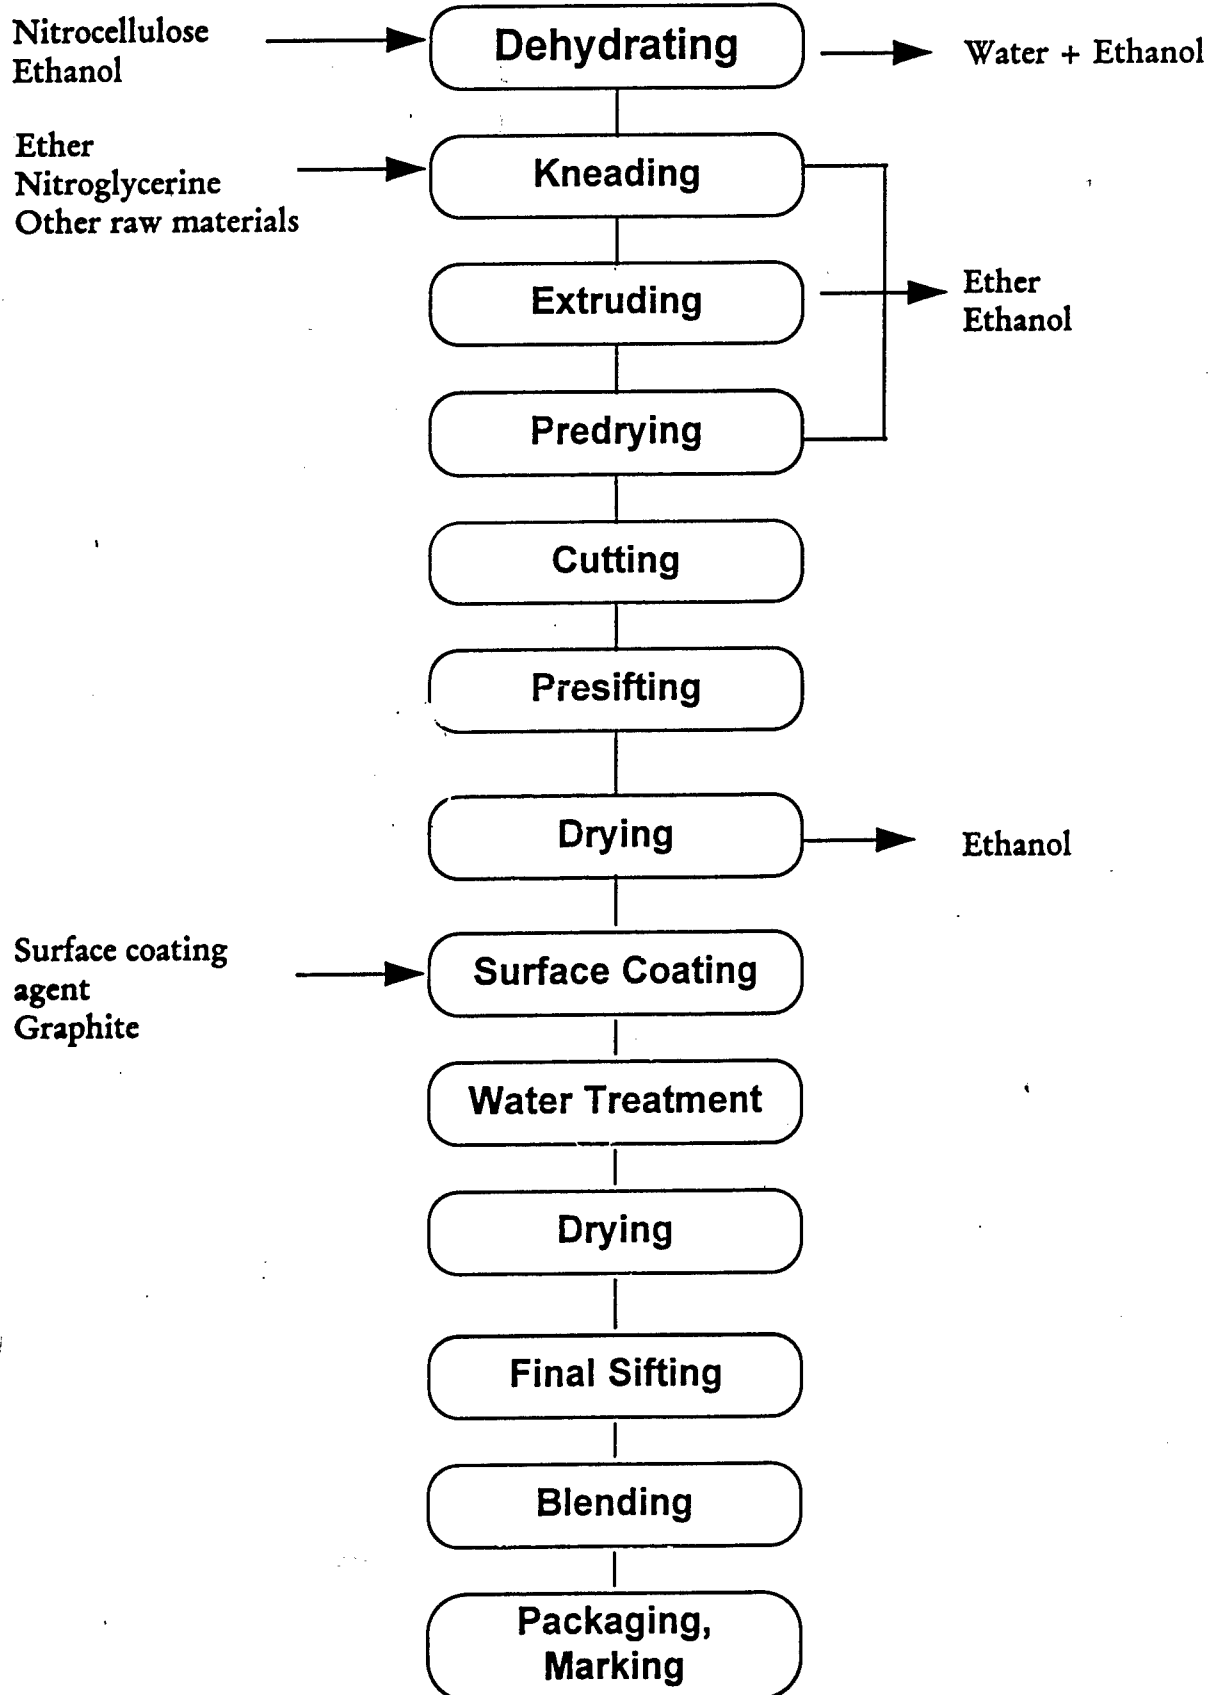 Nitrocellulose
Ethanol
Dehydrating
Water + Ethanol
Ether
Nitroglycerine
Other raw materials
Kneading
Extruding
Ether
Ethanol
Predrying
Cutting
Presifting
Drying
Ethanol
Surface coating
agent
Graphite
Surface Coating
Water Treatment
Drying
Final Sifting
Blending
Packaging,
Marking